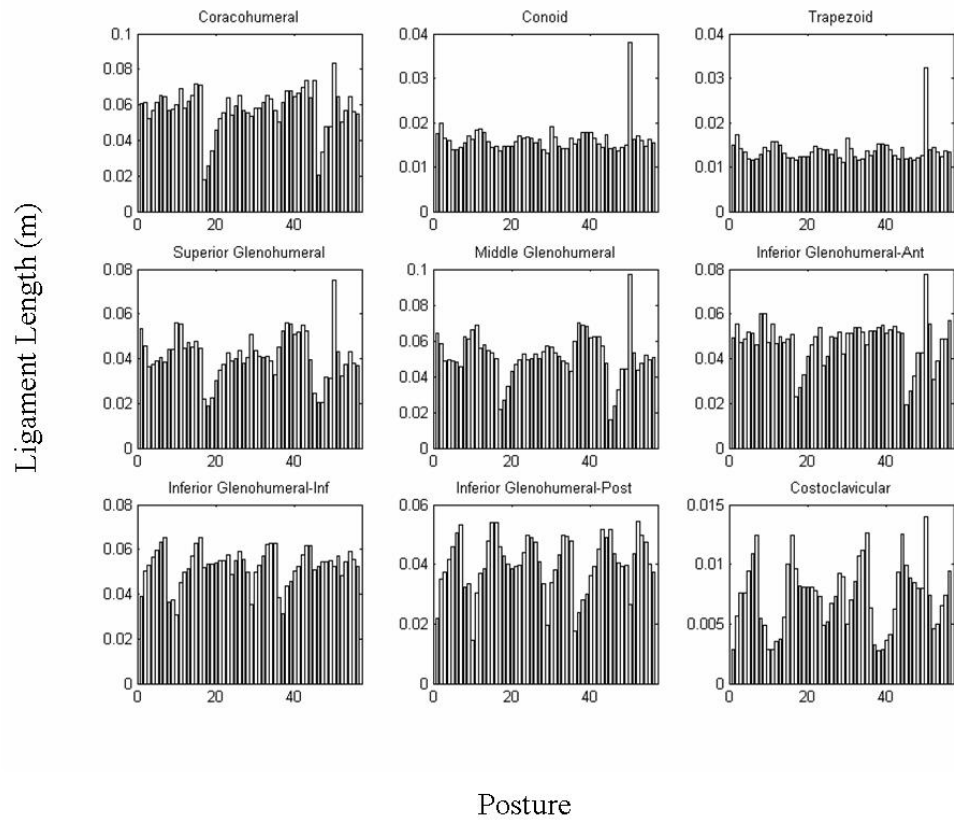 Coracohumeral
Conoid
Trapezoid
0.1
0.08
0.06
0.04
0.02
0
0 20 40
0.04
0.03
0.02
0.01
0
0 20 40
0.04
0.03
0.02
0.01
0
0 20 40
Ligament Length (m)
Superior Glenohumeral
Middle Glenohumeral
Inferior Glenohumeral-Ant
0.08
0.06
0.04
0.02
0
0 20 40
0.1
0.08
0.06
0.04
0.02
0
0 20 40
0.08
0.06
0.04
0.02
0
0 20 40
Inferior Glenohumeral-Inf
Inferior Glenohumeral-Post
Costoclavicular
0.08
0.06
0.04
0.02
0
0 20 40
0.06
0.04
0.02
0
0 20 40
0.015
0.01
0.005
0
0 20 40
Posture